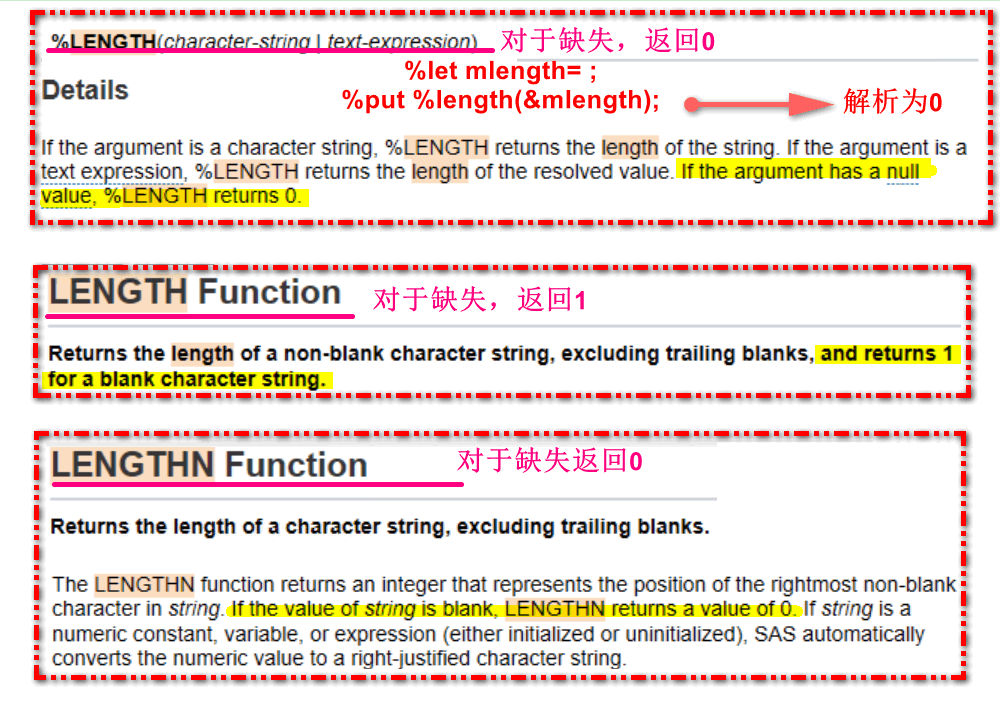 %LENGTH(character-string | text-expression) 对于缺失，返回0
%let mlength= ;
Details
%put %length(&mlength); 解析为0
If the argument is a character string, %LENGTH returns the length of the string. If the argument is a
text expression, %LENGTH returns the length of the resolved value. If the argument has a null
value, %LENGTH returns 0.
LENGTH Function 对于缺失，返回1
Returns the length of a non-blank character string, excluding trailing blanks, and returns 1
for a blank character string.
LENGTHN Function 对于缺失返回0
Returns the length of a character string, excluding trailing blanks.
The LENGTHN function returns an integer that represents the position of the rightmost non-blank
character in string. If the value of string is blank, LENGTHN returns a value of 0. If string is a
numeric constant, variable, or expression (either initialized or uninitialized), SAS automatically
converts the numeric value to a right-justified character string.